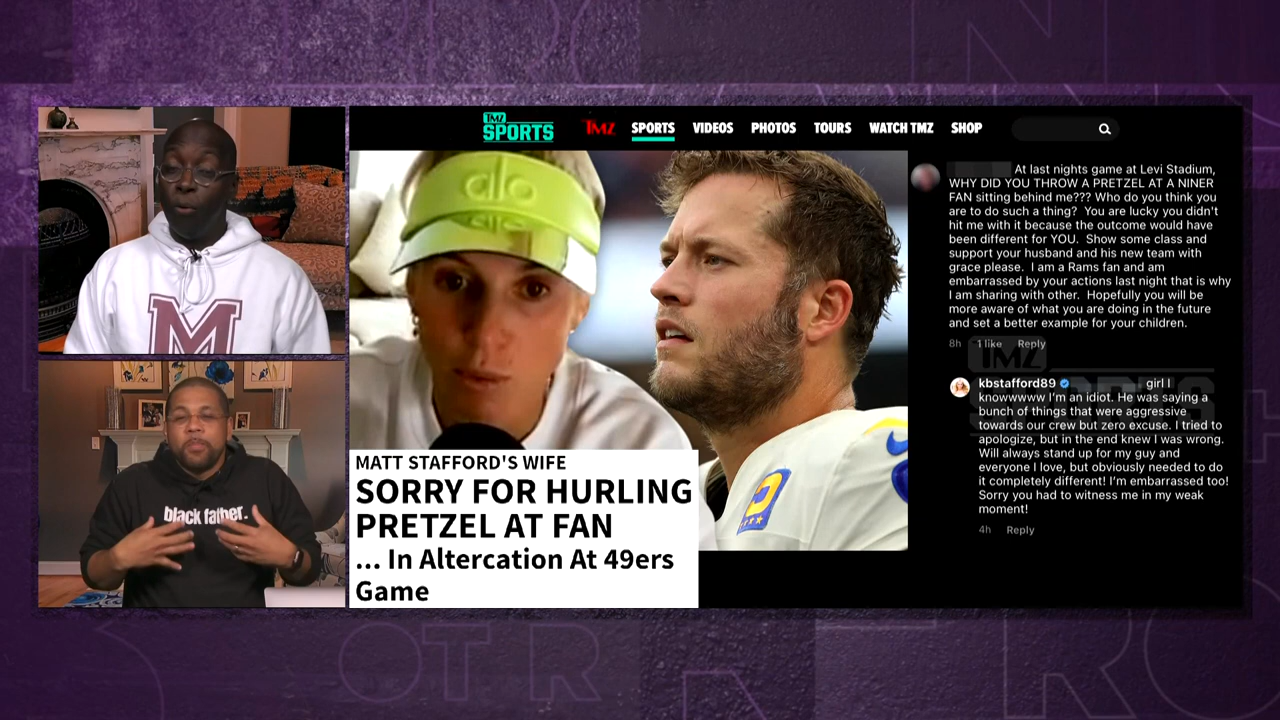 TMZ
SPORTS
TMZ
SPORTS
VIDEOS
PHOTOS
TOURS
WATCH TMZ
SHOP
alo
M
black father.
MATT STAFFORD'S WIFE
SORRY FOR HURLING
PRETZEL AT FAN
... In Altercation At 49ers
Game
At last nights game at Levi Stadium,
WHY DID YOU THROW A PRETZEL AT A NINER
FAN sitting behind me??? Who do you think you
are to do such a thing? You are lucky you didn't
hit me with it because the outcome would have
been different for YOU. Show some class and
support your husband and his new team with
grace please. I am a Rams fan and am
embarrassed by your actions last night that is why
I am sharing with other. Hopefully you will be
more aware of what you are doing in the future
and set a better example for your children.
8h 1 like Reply
TMZ
SPORTS
kbstafford89 girl I
knowwwww I'm an idiot. He was saying a
bunch of things that were aggressive
towards our crew but zero excuse. I tried to
apologize, but in the end knew I was wrong.
Will always stand up for my guy and
everyone I love, but obviously needed to do
it completely different! I'm embarrassed too!
Sorry you had to witness me in my weak
moment!
4h Reply
OTR